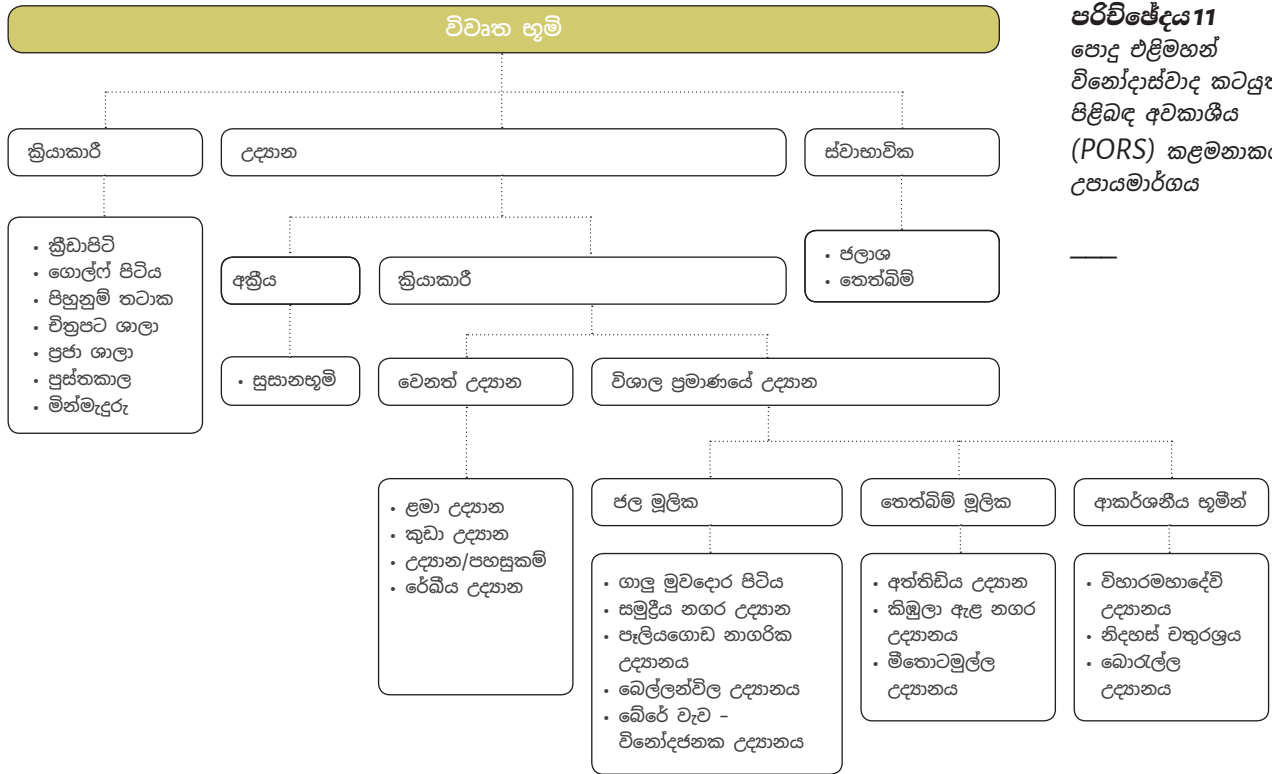 විවෘත භූමි
ක්‍රියාකාරී
උද්‍යාන
ස්වාභාවික
• ක්‍රීඩාපිටි
• ගොල්ෆ් පිටිය
• පිහුනුම් තටාක
• චිත්‍රපට ශාලා
• ප්‍රජා ශාලා
• පුස්තකාල
• මින්මැදුරු
අක්‍රීය
ක්‍රියාකාරී
• ජලාශ
• තෙත්බිම්
• සුසානභූමි
වෙනත් උද්‍යාන
විශාල ප්‍රමාණයේ උද්‍යාන
• ළමා උද්‍යාන
• කුඩා උද්‍යාන
• උද්‍යාන/පහසුකම්
• රේඛීය උද්‍යාන
ජල මූලික
තෙත්බිම් මූලික
ආකර්ශනීය භූමීන්
• ගාලු මුවදොර පිටිය
• සමුද්‍රීය නගර උද්‍යාන
• පෑලියගොඩ නාගරික
උද්‍යානය
• බෙල්ලන්විල උද්‍යානය
• බේරේ වැව –
විනෝදජනක උද්‍යානය
• අත්තිඩිය උද්‍යාන
• කිඹුලා ඇළ නගර
උද්‍යානය
• මීතොටමුල්ල
උද්‍යානය
• විහාරමහාදේවි
උද්‍යානය
• නිදහස් චතුරශ්‍රය
• බොරැල්ල
උද්‍යානය
පරිච්ඡේදය 11
පොදු එළිමහන්
විනෝදාස්වාද
පිළිබඳ අවකාශීය
(PORS)
උපායමාර්ගය